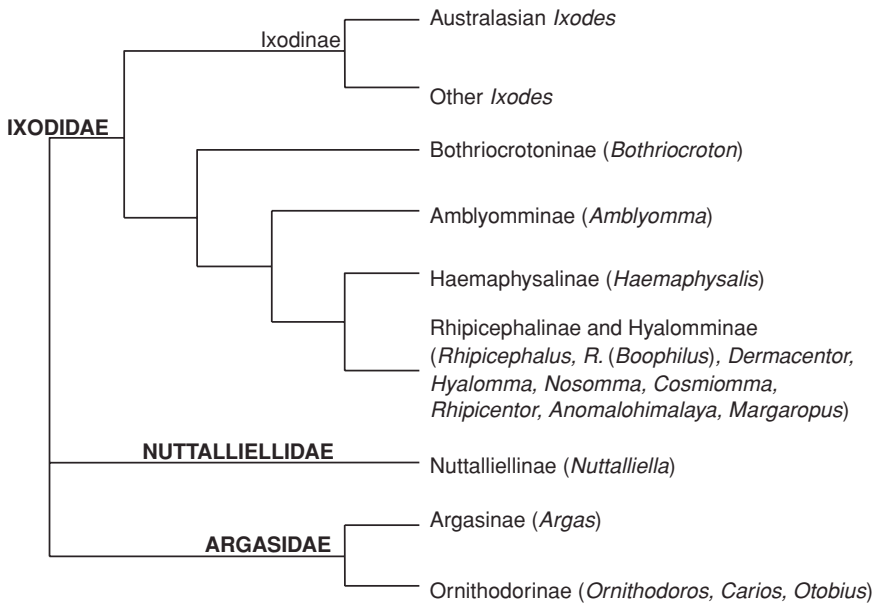 Australasian Ixodes
Ixodinae
Other Ixodes
IXODIDAE
Bothriocrotoninae (Bothriocroton)
Amblyomminae (Amblyomma)
Haemaphysalinae (Haemaphysalis)
Rhipicephalinae and Hyalomminae
(Rhipicephalus, R. (Boophilus), Dermacentor,
Hyalomma, Nosomma, Cosmiomma,
Rhipicentor, Anomalohimalaya, Margaropus)
NUTTALLIELLIDAE
Nuttalliellinae (Nuttalliella)
Argasinae (Argas)
ARGASIDAE
Ornithodorinae (Ornithodoros, Carios, Otobius)